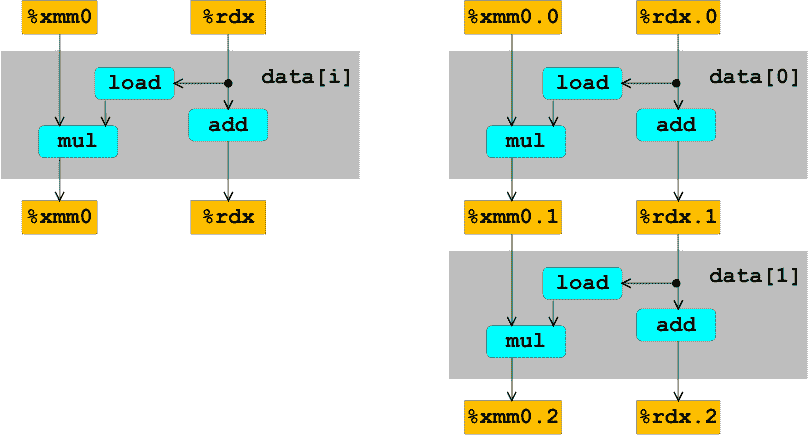 %xmm0 %rdx
load data[i]
add
mul
%xmm0 %rdx
%xmm0.0 %rdx.0
load data[0]
add
mul
%xmm0.1 %rdx.1
load data[1]
add
mul
%xmm0.2 %rdx.2